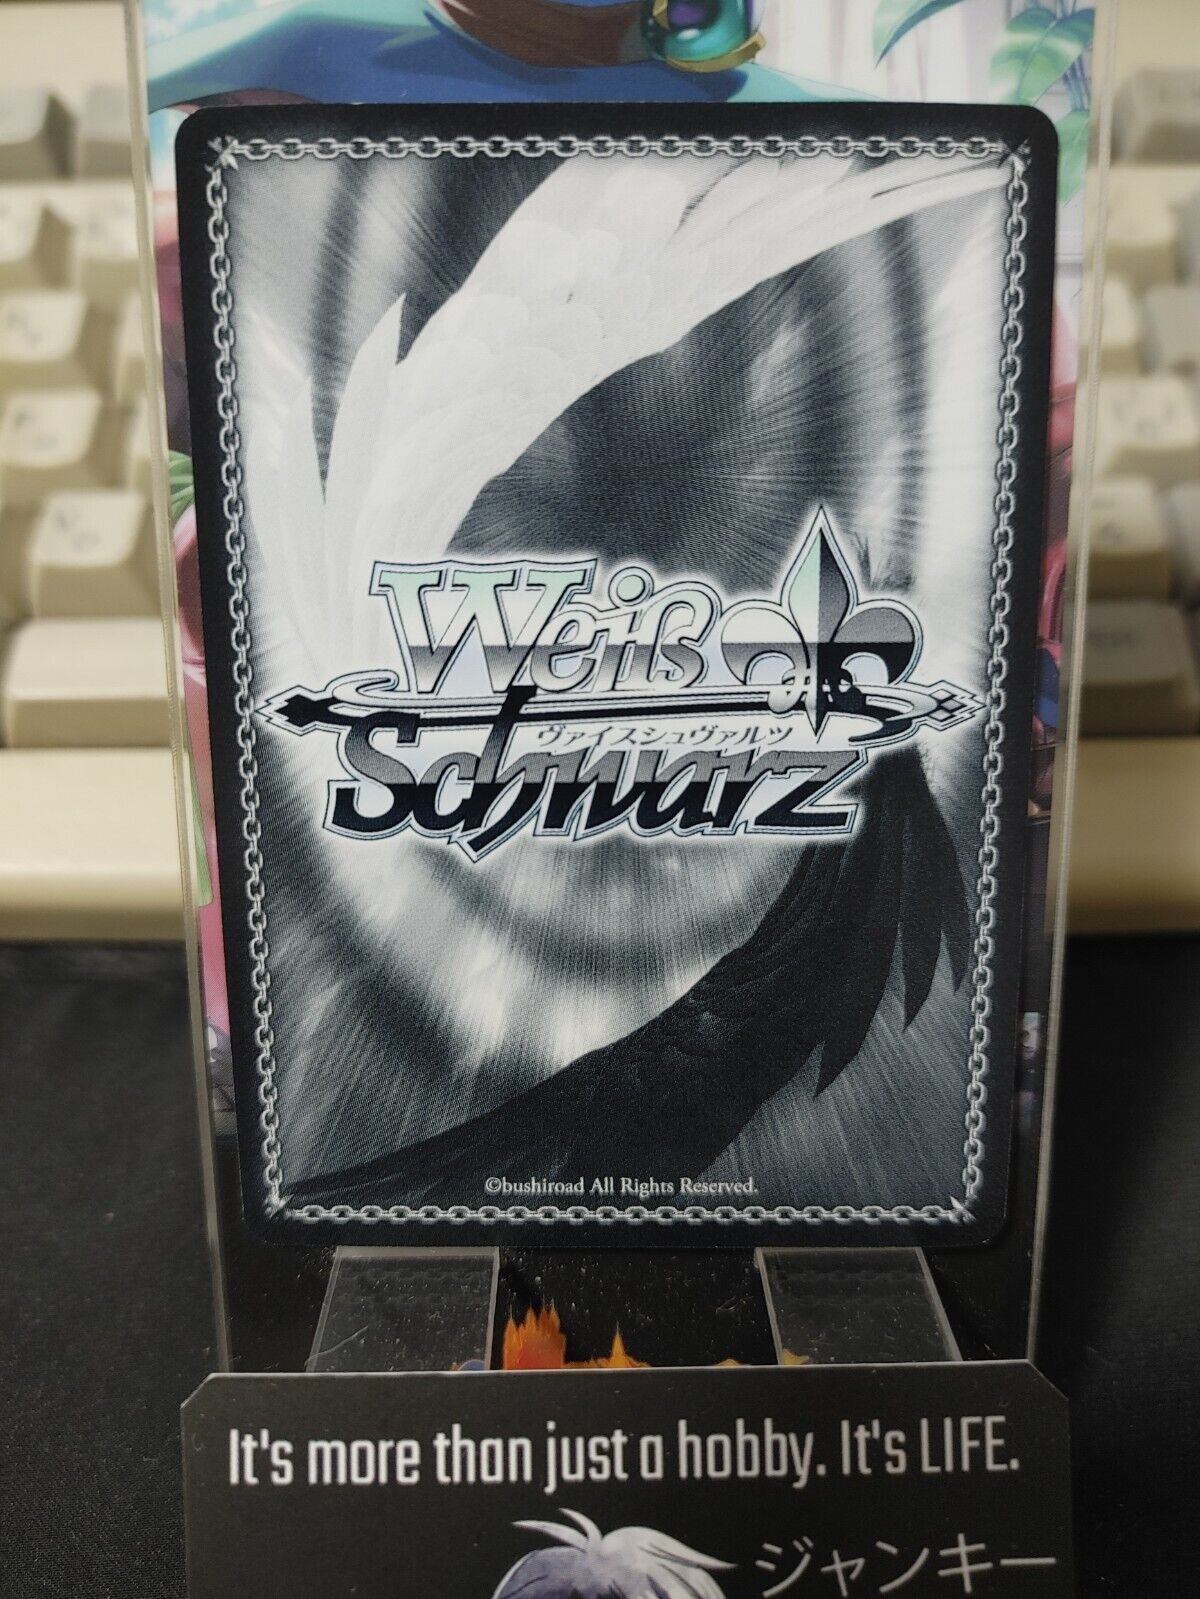 Weiß
ヴァイスシュヴァルツ
Schwarz
©bushiroad All Rights Reserved.
It's more than just a hobby. It's LIFE.
ジャンキー